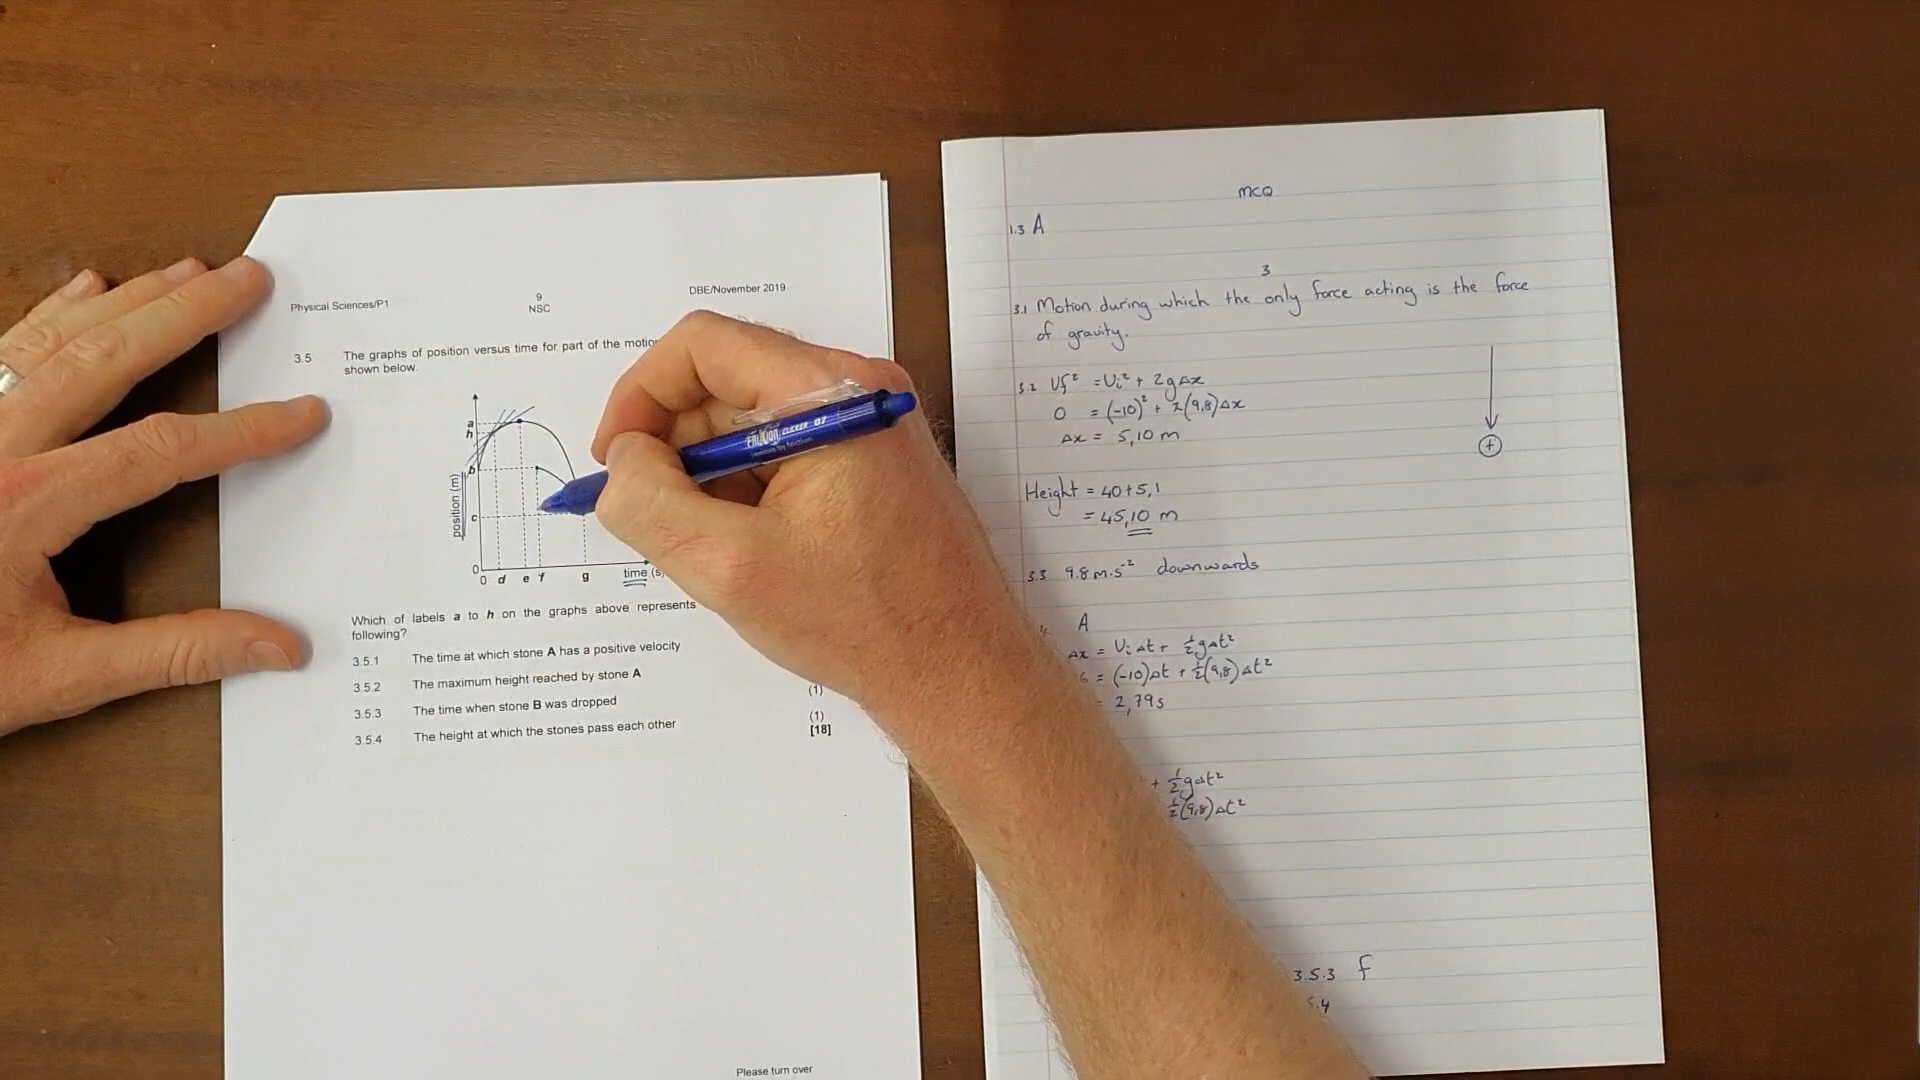 Physical Sciences/P1
9
NSC
DBE/November 2019
3.5 The graphs of position versus time for part of the
shown below.
a
h
b
c
position (m)
0
0 d e f g time (s)
Which of labels a to h on the graphs above represents
following?
3.5.1 The time at which stone A has a positive velocity
3.5.2 The maximum height reached by stone A
(1)
3.5.3 The time when stone B was dropped
(1)
3.5.4 The height at which the stones pass each other
[18]
Please turn over
FRIXION CLICKER 07
MCQ
1.3 A
3
3.1 Motion during which the only force acting is the force
of gravity.
3.2 Vf² = Vi² + 2gΔx
0 = (-10)² + 2(9,8)Δx
Δx = 5,10 m
+
Height = 40+5,1
= 45,10 m
3.3 9.8 m.s⁻² downwards
A
Δx = ViΔt + ½gΔt²
= (-10)Δt + ½(9,8)Δt²
= 2,79s
+ ½gΔt²
½(9,8)Δt²
3.5.3 f
5.4